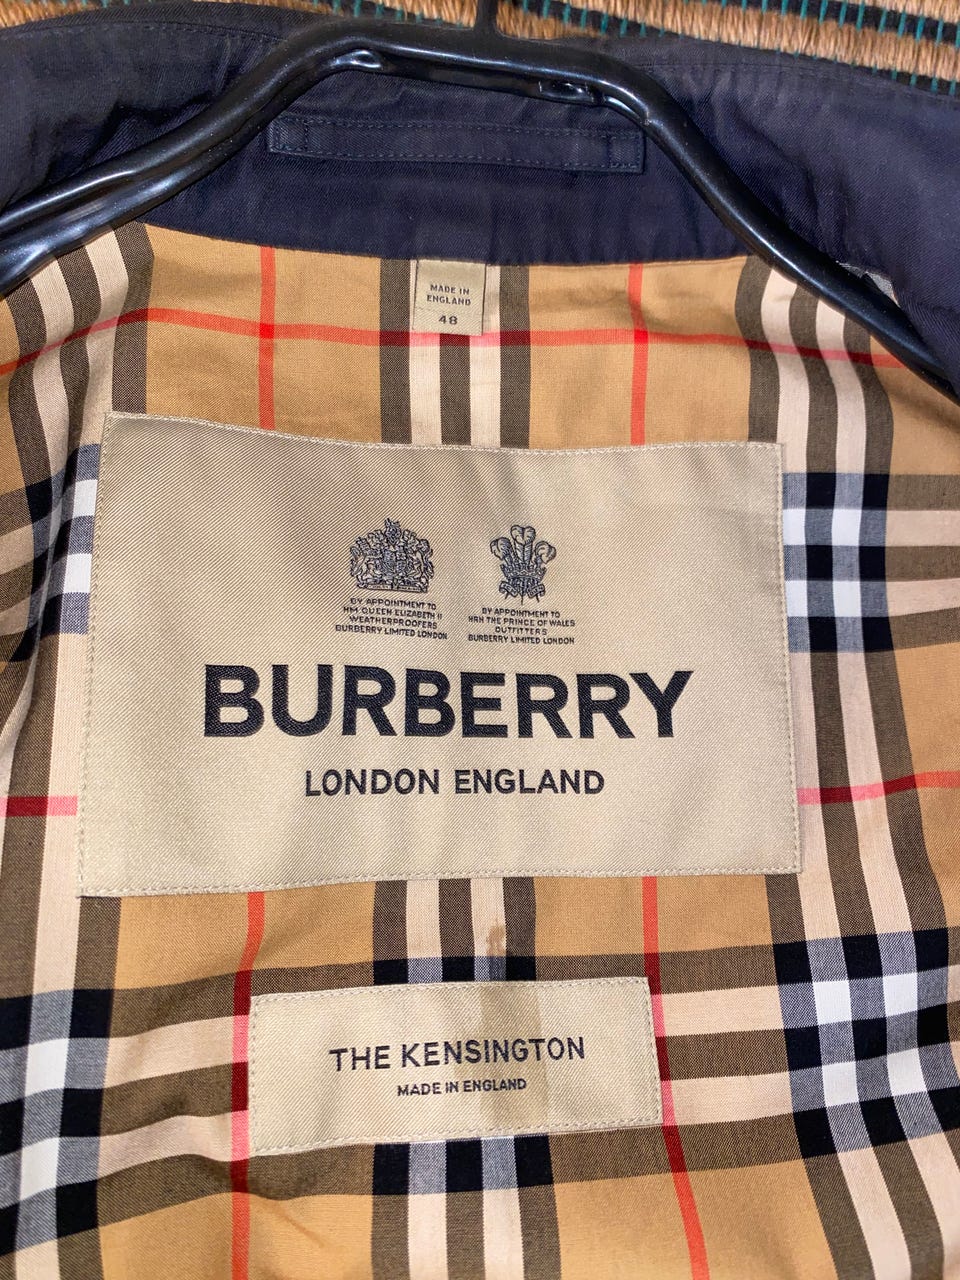 MADE IN
ENGLAND
48
BY APPOINTMENT TO
HM QUEEN ELIZABETH II
WEATHERPROOFERS
BURBERRY LIMITED LONDON
BY APPOINTMENT TO
HRH THE PRINCE OF WALES
OUTFITTERS
BURBERRY LIMITED LONDON
BURBERRY
LONDON ENGLAND
THE KENSINGTON
MADE IN ENGLAND